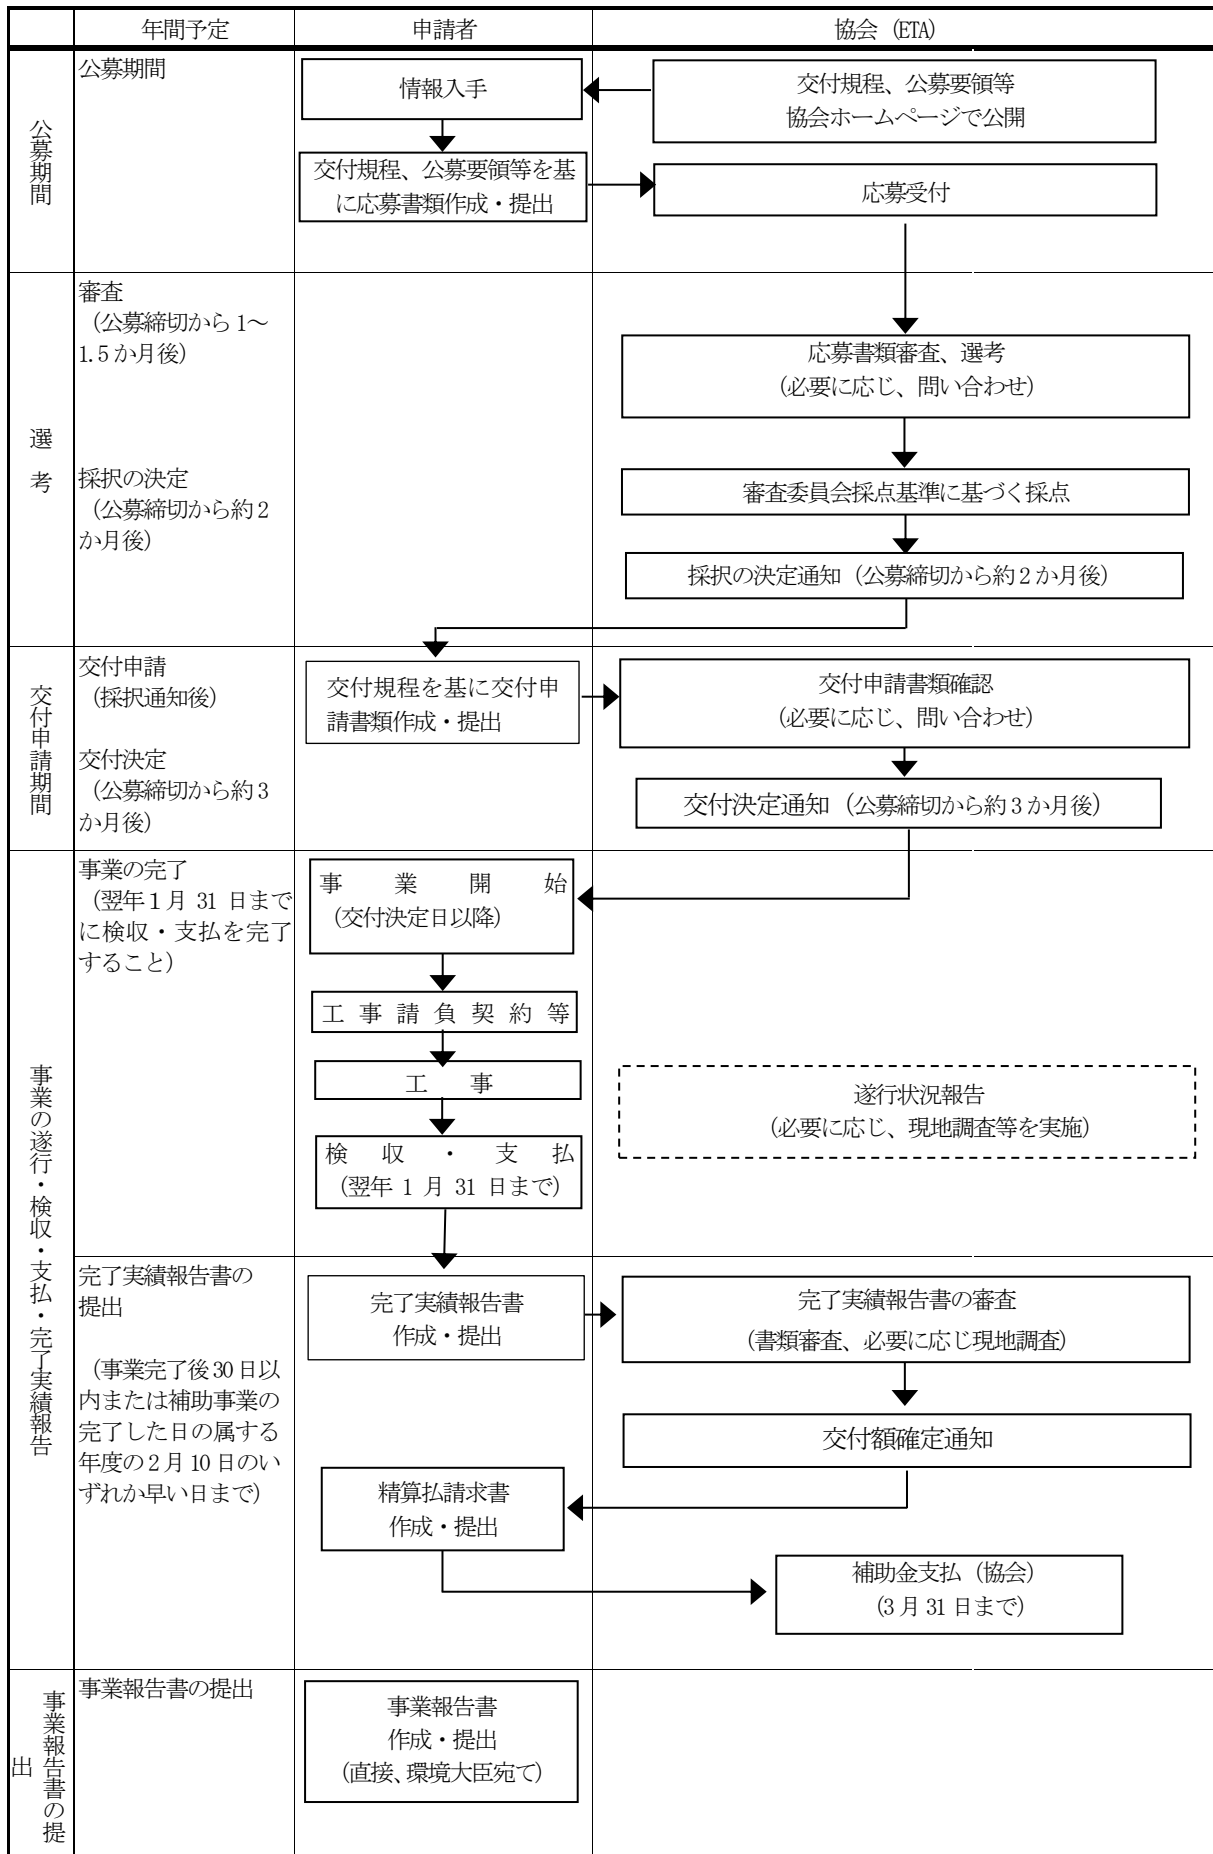 年間予定
申請者
協会（ETA）
公募期間
公募期間
情報入手
交付規程、公募要領等
協会ホームページで公開
交付規程、公募要領等を基
に応募書類作成・提出
応募受付
選考
審査
（公募締切から1～
1.5か月後）
応募書類審査、選考
（必要に応じ、問い合わせ）
採択の決定
（公募締切から約2
か月後）
審査委員会採点基準に基づく採点
採択の決定通知（公募締切から約2か月後）
交付申請期間
交付申請
（採択通知後）
交付規程を基に交付申
請書類作成・提出
交付申請書類確認
（必要に応じ、問い合わせ）
交付決定
（公募締切から約3
か月後）
交付決定通知（公募締切から約3か月後）
事業の遂行・検収・支払・完了実績報告
事業の完了
（翌年1月 31 日まで
に検収・支払を完了
すること）
事業開始
（交付決定日以降）
工事請負契約等
工事
遂行状況報告
（必要に応じ、現地調査等を実施）
検収・支払
（翌年 1 月 31 日まで）
完了実績報告書の
提出
（事業完了後30日以
内または補助事業の
完了した日の属する
年度の2月10日のい
ずれか早い日まで）
完了実績報告書
作成・提出
完了実績報告書の審査
（書類審査、必要に応じ現地調査）
交付額確定通知
精算払請求書
作成・提出
補助金支払（協会）
（3月31日まで）
事業報告書の提
出
事業報告書の提出
事業報告書
作成・提出
（直接、環境大臣宛て）